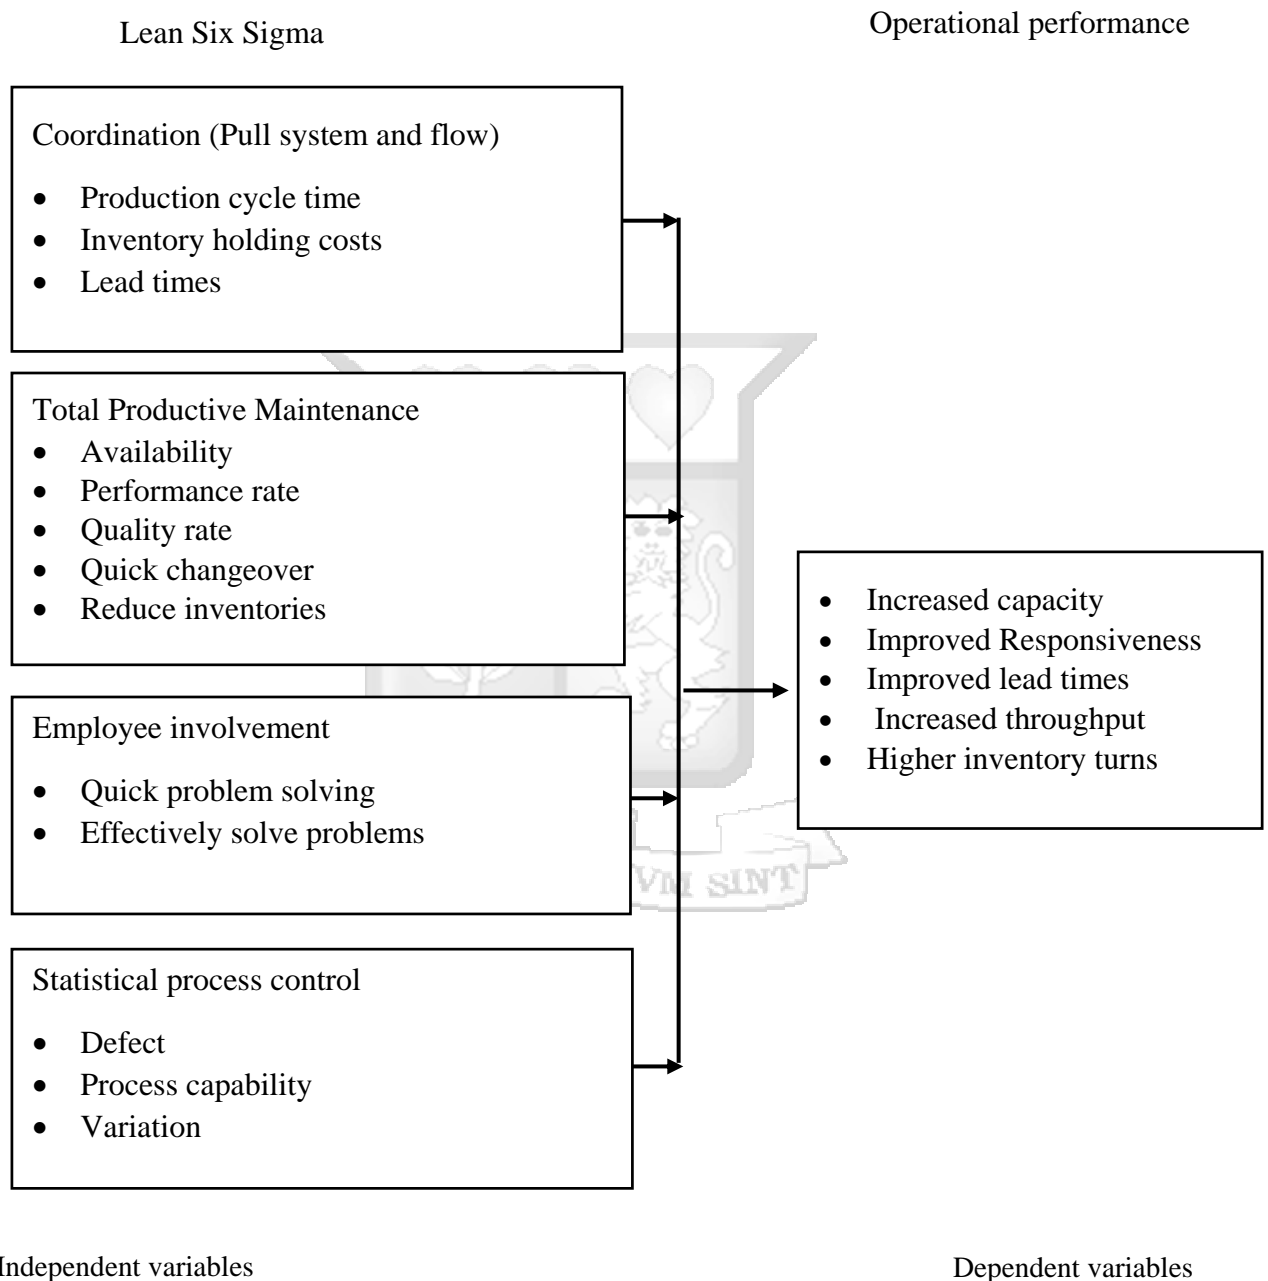 Lean Six Sigma
Operational performance
Coordination (Pull system and flow)
• Production cycle time
• Inventory holding costs
• Lead times
Total Productive Maintenance
• Availability
• Performance rate
• Quality rate
• Quick changeover
• Reduce inventories
Employee involvement
• Quick problem solving
• Effectively solve problems
Statistical process control
• Defect
• Process capability
• Variation
• Increased capacity
• Improved Responsiveness
• Improved lead times
• Increased throughput
• Higher inventory turns
SINT
Independent variables
Dependent variables